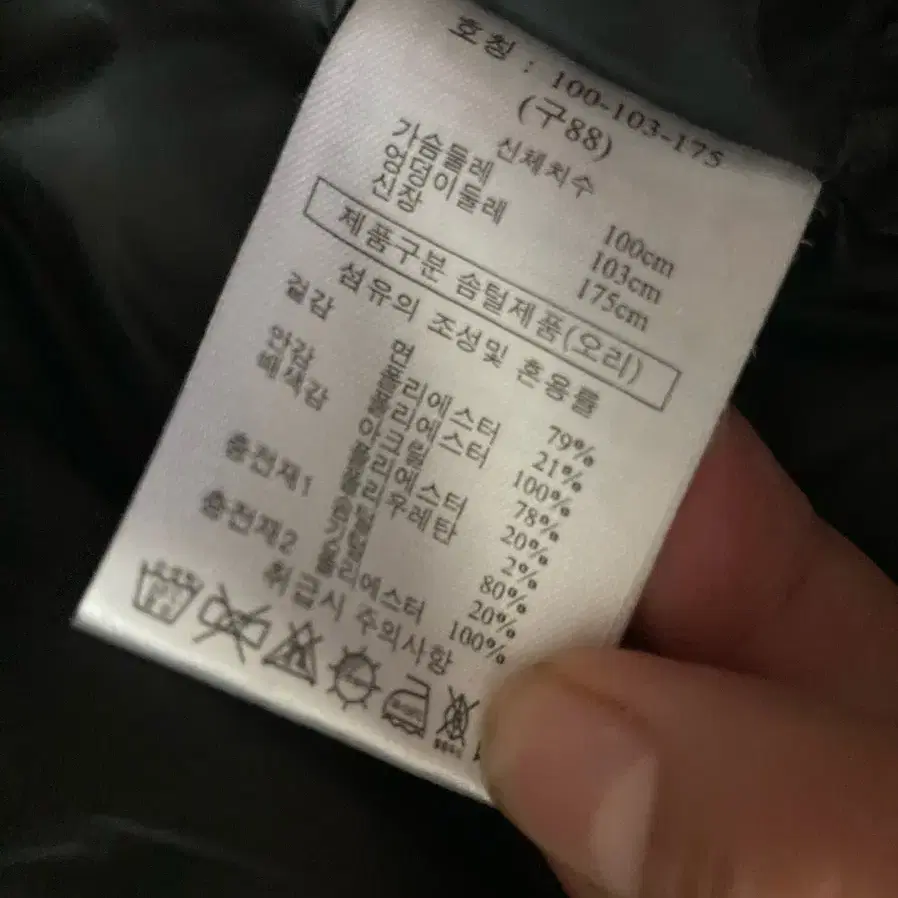 호칭 : 100-103-175
(구88)
신체치수
가슴둘레 100cm
엉덩이둘레 103cm
신장 175cm
제품구분 솜털제품(오리)
섬유의 조성및 혼용률
겉감 면 79%
폴리에스터 21%
안감 폴리에스터 100%
배색감 아크릴 78%
폴리에스터 20%
폴리우레탄 2%
충전재1 솜털 80%
깃털 20%
충전재2 폴리에스터 100%
취급시 주의사항